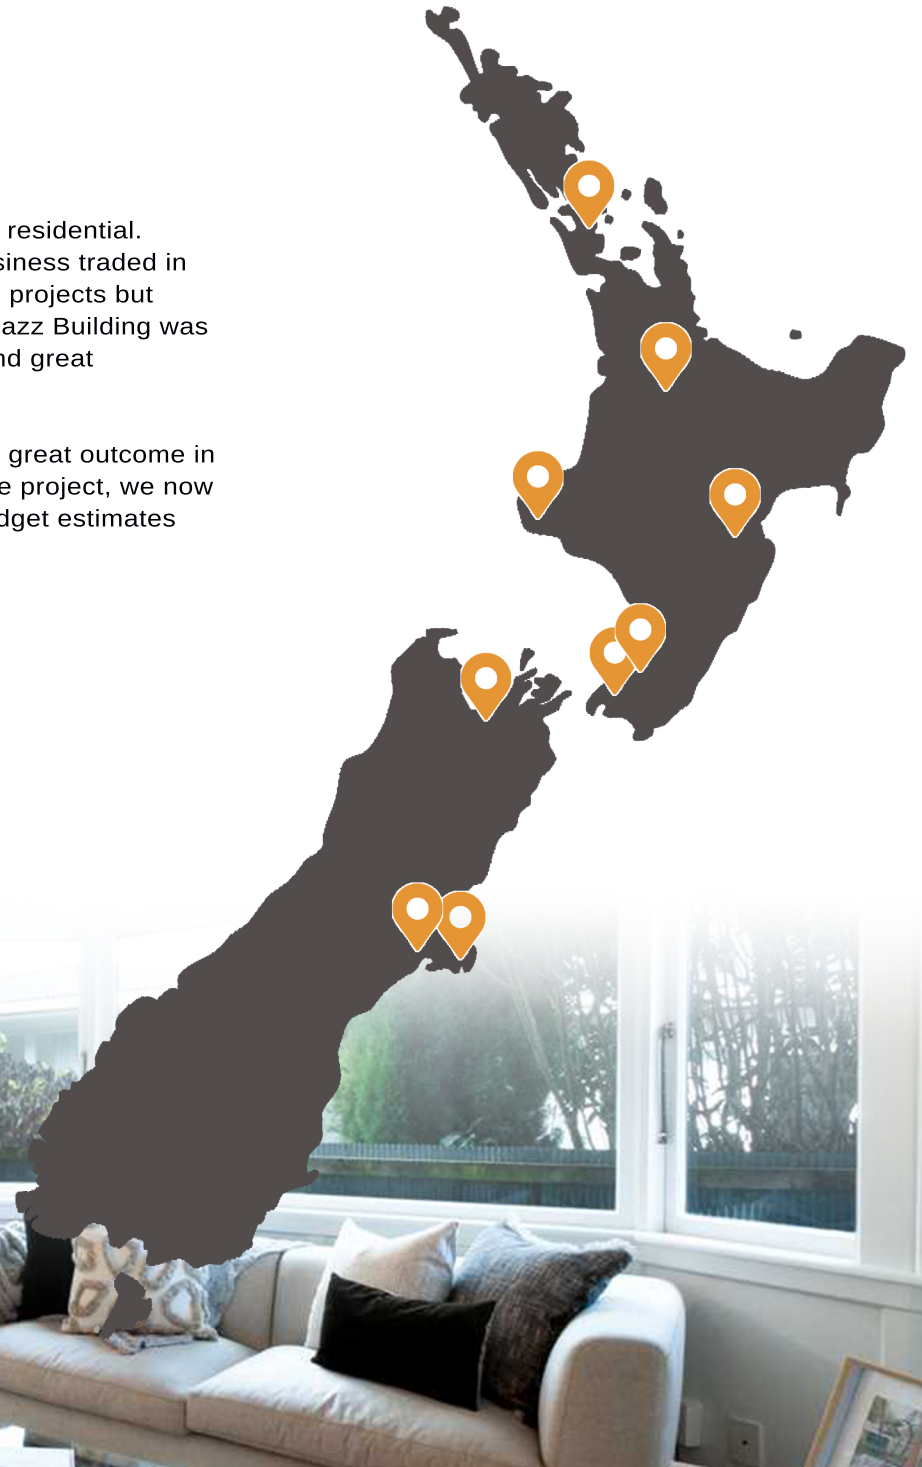 residential.
siness traded in
projects but
azz Building was
nd great
great outcome in
e project, we now
dget estimates